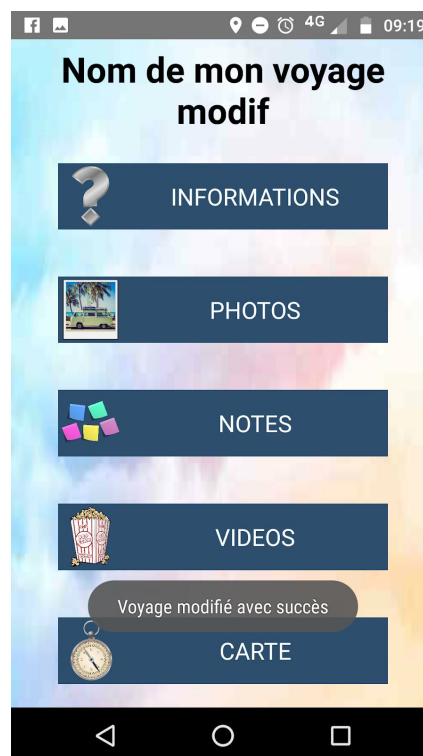 4G 09:19
Nom de mon voyage
modif
INFORMATIONS
PHOTOS
NOTES
VIDEOS
Voyage modifié avec succès
CARTE